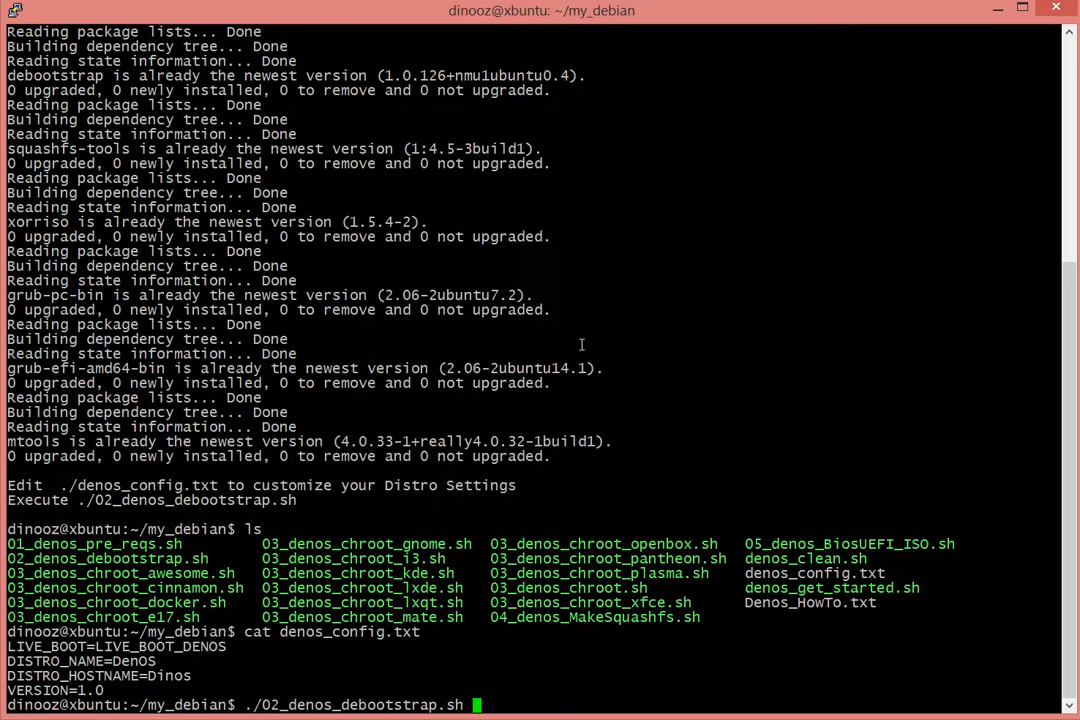 dinooz@xbuntu: ~/my_debian
Reading package lists... Done
Building dependency tree... Done
Reading state information... Done
debootstrap is already the newest version (1.0.126+nmu1ubuntu0.4).
0 upgraded, 0 newly installed, 0 to remove and 0 not upgraded.
Reading package lists... Done
Building dependency tree... Done
Reading state information... Done
squashfs-tools is already the newest version (1:4.5-3build1).
0 upgraded, 0 newly installed, 0 to remove and 0 not upgraded.
Reading package lists... Done
Building dependency tree... Done
Reading state information... Done
xorriso is already the newest version (1.5.4-2).
0 upgraded, 0 newly installed, 0 to remove and 0 not upgraded.
Reading package lists... Done
Building dependency tree... Done
Reading state information... Done
grub-pc-bin is already the newest version (2.06-2ubuntu7.2).
0 upgraded, 0 newly installed, 0 to remove and 0 not upgraded.
Reading package lists... Done
Building dependency tree... Done
Reading state information... Done
grub-efi-amd64-bin is already the newest version (2.06-2ubuntu14.1).
0 upgraded, 0 newly installed, 0 to remove and 0 not upgraded.
Reading package lists... Done
Building dependency tree... Done
Reading state information... Done
mtools is already the newest version (4.0.33-1+really4.0.32-1build1).
0 upgraded, 0 newly installed, 0 to remove and 0 not upgraded.
Edit  ./denos_config.txt to customize your Distro Settings
Execute ./02_denos_debootstrap.sh
dinooz@xbuntu:~/my_debian$ ls
01_denos_pre_reqs.sh 03_denos_chroot_gnome.sh 03_denos_chroot_openbox.sh 05_denos_BiosUEFI_ISO.sh
02_denos_debootstrap.sh 03_denos_chroot_i3.sh 03_denos_chroot_pantheon.sh denos_clean.sh
03_denos_chroot_awesome.sh 03_denos_chroot_kde.sh 03_denos_chroot_plasma.sh denos_config.txt
03_denos_chroot_cinnamon.sh 03_denos_chroot_lxde.sh 03_denos_chroot.sh denos_get_started.sh
03_denos_chroot_docker.sh 03_denos_chroot_lxqt.sh 03_denos_chroot_xfce.sh Denos_HowTo.txt
03_denos_chroot_e17.sh 03_denos_chroot_mate.sh 04_denos_MakeSquashfs.sh
dinooz@xbuntu:~/my_debian$ cat denos_config.txt
LIVE_BOOT=LIVE_BOOT_DENOS
DISTRO_NAME=DenOS
DISTRO_HOSTNAME=Dinos
VERSION=1.0
dinooz@xbuntu:~/my_debian$ ./02_denos_debootstrap.sh